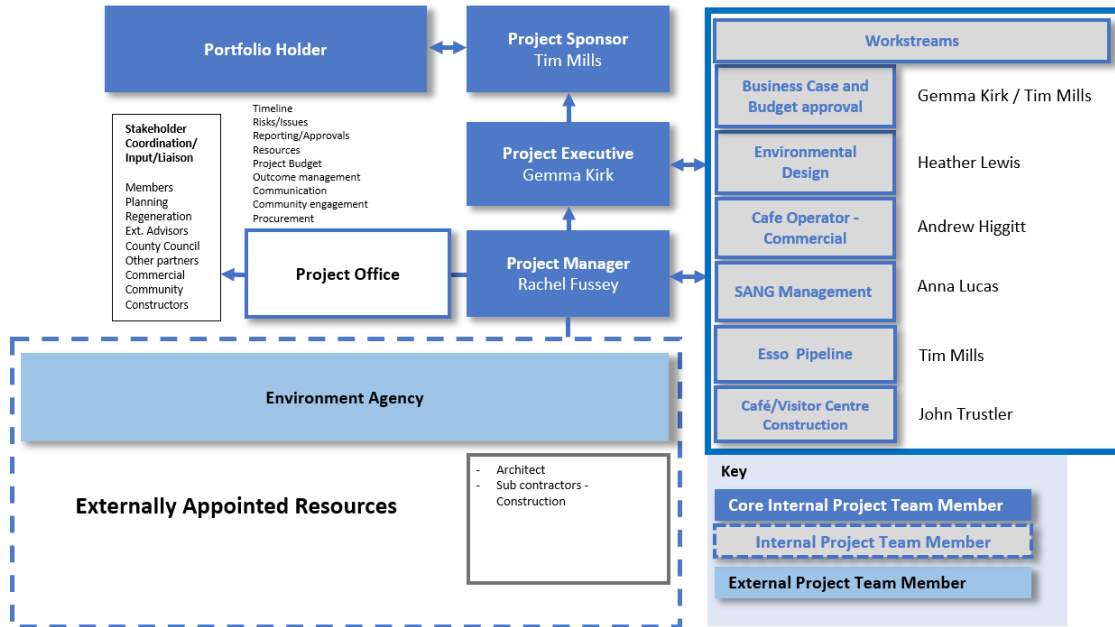 Portfolio Holder
Project Sponsor
Tim Mills
Workstreams
Business Case and
Budget approval
Gemma Kirk / Tim Mills
Timeline
Risks/Issues
Reporting/Approvals
Resources
Project Budget
Outcome management
Communication
Community engagement
Procurement
Stakeholder
Coordination/
Input/Liaison
Members
Planning
Regeneration
Ext. Advisors
County Council
Other partners
Commercial
Community
Constructors
Project Executive
Gemma Kirk
Environmental
Design
Heather Lewis
Cafe Operator -
Commercial
Andrew Higgitt
Project Office
Project Manager
Rachel Fussey
SANG Management
Anna Lucas
Esso  Pipeline
Tim Mills
Café/Visitor Centre
Construction
John Trustler
Environment Agency
Externally Appointed Resources
- Architect
- Sub contractors -
Construction
Key
Core Internal Project Team Member
Internal Project Team Member
External Project Team Member